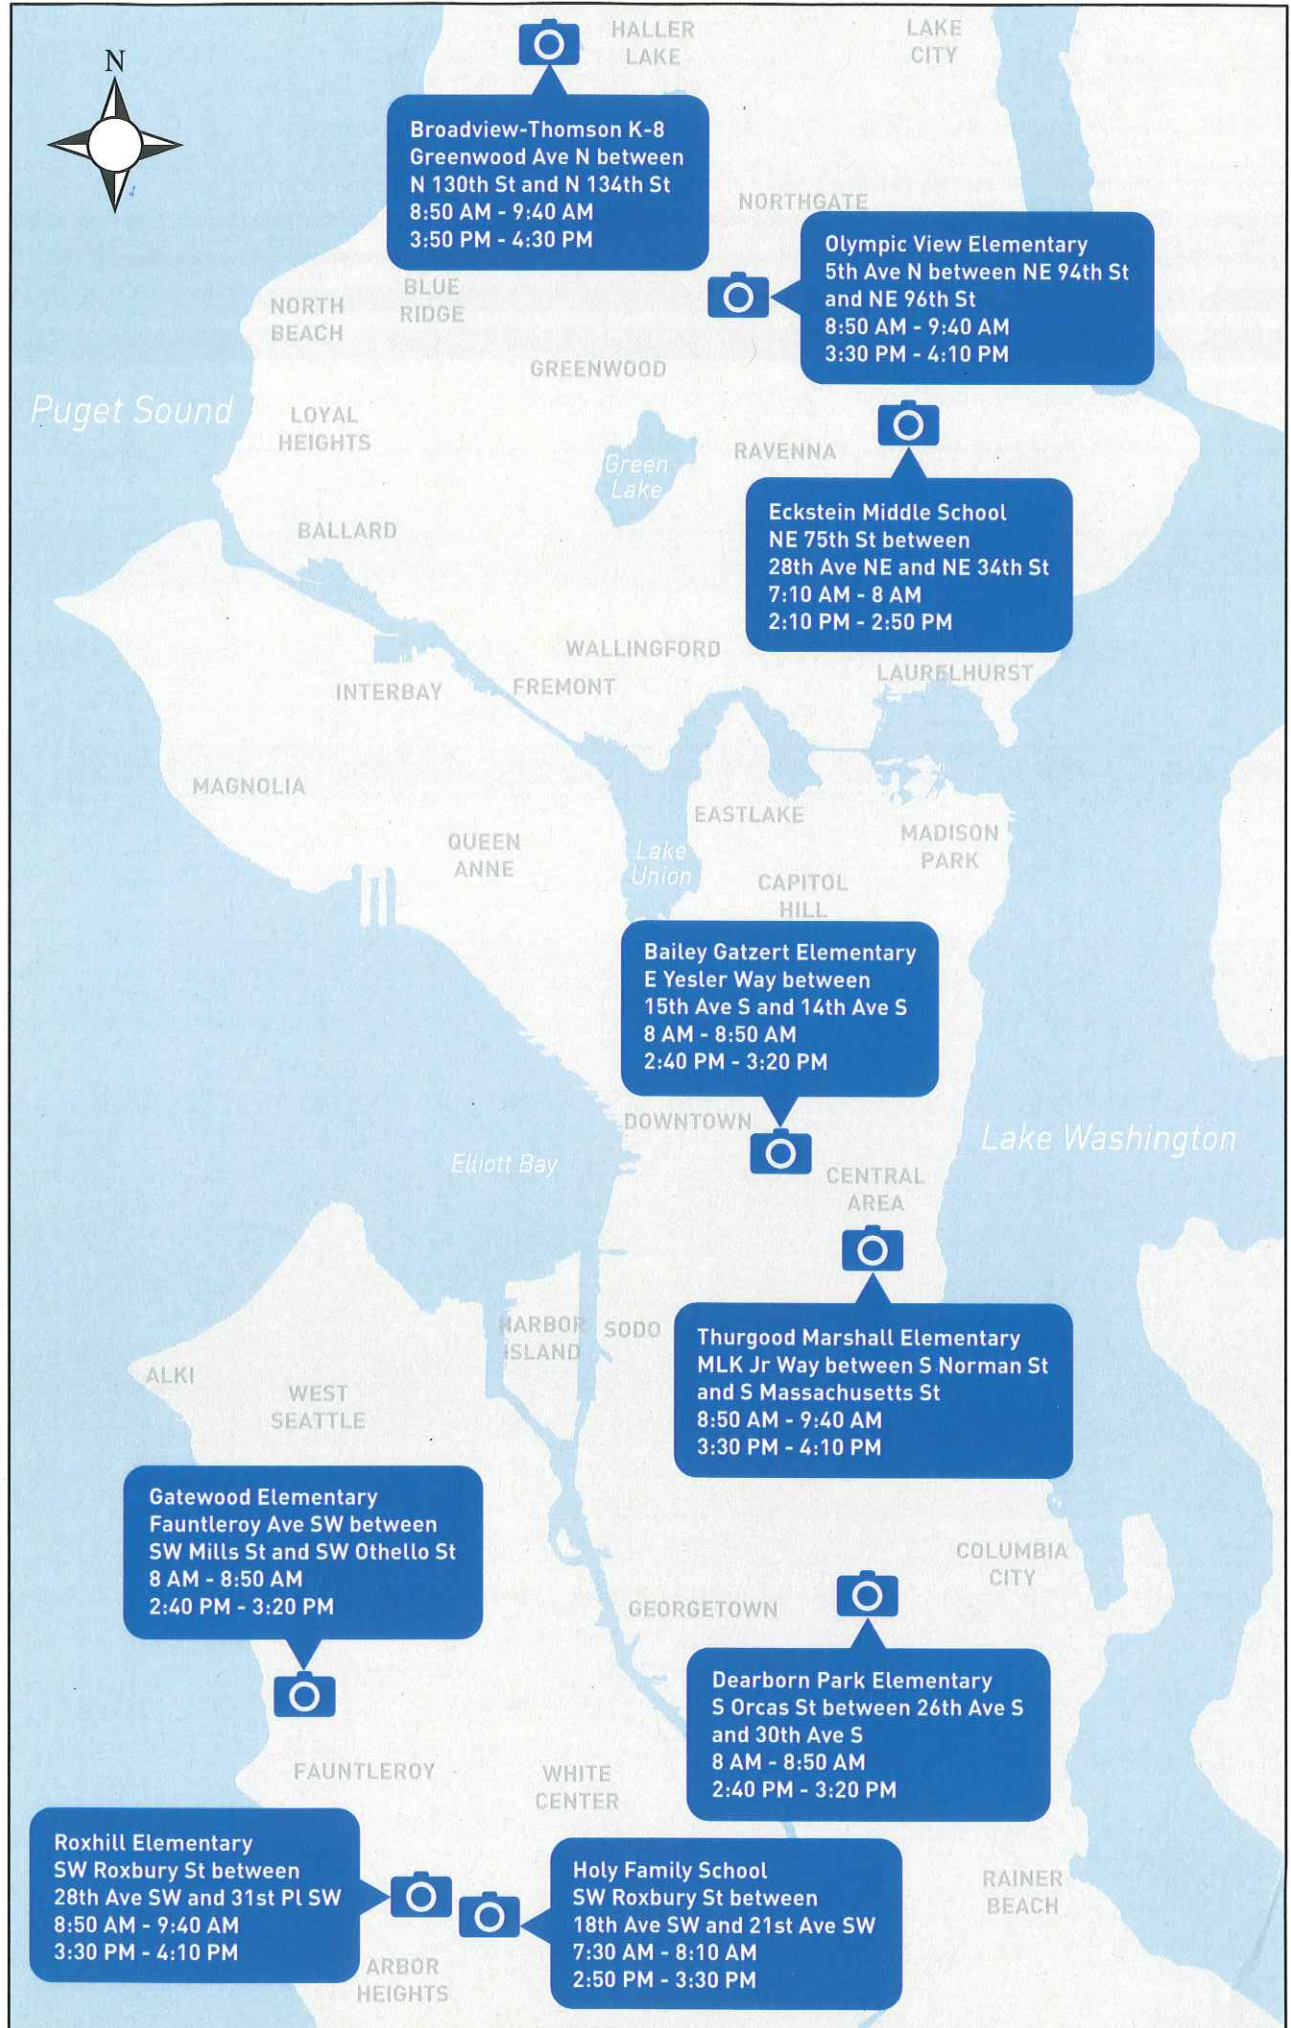 N
HALLER
LAKE
LAKE
CITY
Broadview-Thomson K-8
Greenwood Ave N between
N 130th St and N 134th St
8:50 AM - 9:40 AM
3:50 PM - 4:30 PM
NORTHGATE
Olympic View Elementary
5th Ave N between NE 94th St
and NE 96th St
8:50 AM - 9:40 AM
3:30 PM - 4:10 PM
BLUE
RIDGE
NORTH
BEACH
GREENWOOD
Puget Sound
LOYAL
HEIGHTS
Green
Lake
RAVENNA
Eckstein Middle School
NE 75th St between
28th Ave NE and NE 34th St
7:10 AM - 8 AM
2:10 PM - 2:50 PM
BALLARD
WALLINGFORD
LAURELHURST
INTERBAY
FREMONT
MAGNOLIA
EASTLAKE
QUEEN
ANNE
Lake
Union
MADISON
PARK
CAPITOL
HILL
Bailey Gatzert Elementary
E Yesler Way between
15th Ave S and 14th Ave S
8 AM - 8:50 AM
2:40 PM - 3:20 PM
DOWNTOWN
Lake Washington
Elliott Bay
CENTRAL
AREA
HARBOR
ISLAND
SODO
Thurgood Marshall Elementary
MLK Jr Way between S Norman St
and S Massachusetts St
8:50 AM - 9:40 AM
3:30 PM - 4:10 PM
ALKI
WEST
SEATTLE
Gatewood Elementary
Fauntleroy Ave SW between
SW Mills St and SW Othello St
8 AM - 8:50 AM
2:40 PM - 3:20 PM
COLUMBIA
CITY
GEORGETOWN
Dearborn Park Elementary
S Orcas St between 26th Ave S
and 30th Ave S
8 AM - 8:50 AM
2:40 PM - 3:20 PM
FAUNTLEROY
WHITE
CENTER
Roxhill Elementary
SW Roxbury St between
28th Ave SW and 31st Pl SW
8:50 AM - 9:40 AM
3:30 PM - 4:10 PM
Holy Family School
SW Roxbury St between
18th Ave SW and 21st Ave SW
7:30 AM - 8:10 AM
2:50 PM - 3:30 PM
RAINER
BEACH
ARBOR
HEIGHTS